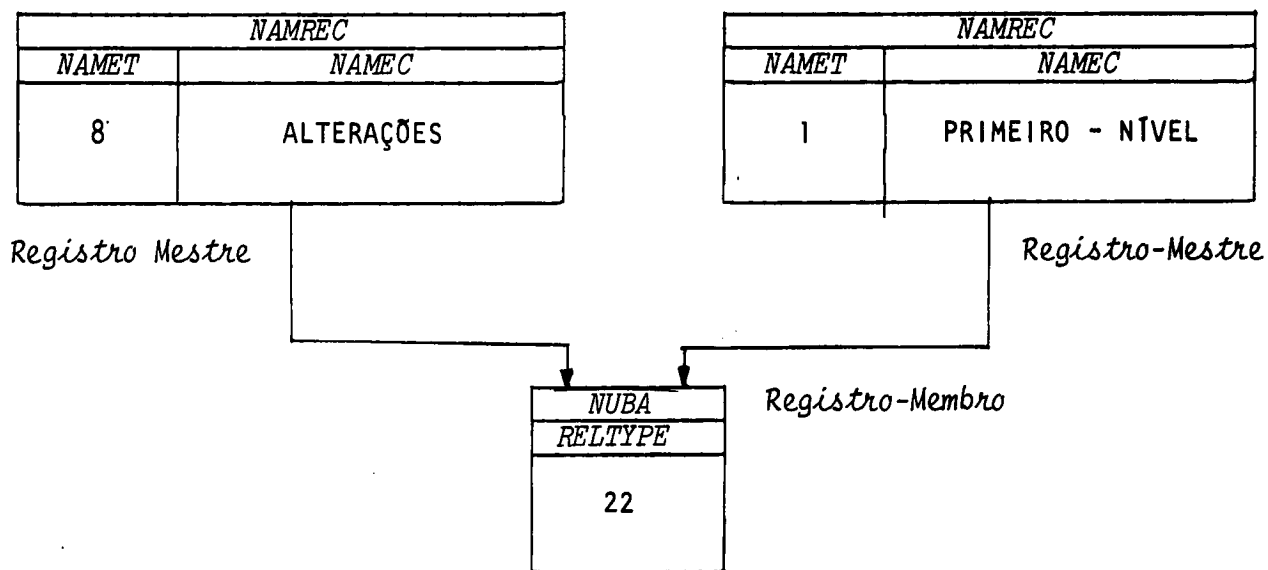 NAMREC
NAMET NAMEC
8 ALTERAÇÕES
Registro Mestre
NAMREC
NAMET NAMEC
1 PRIMEIRO - NÍVEL
Registro-Mestre
NUBA
RELTYPE
22
Registro-Membro